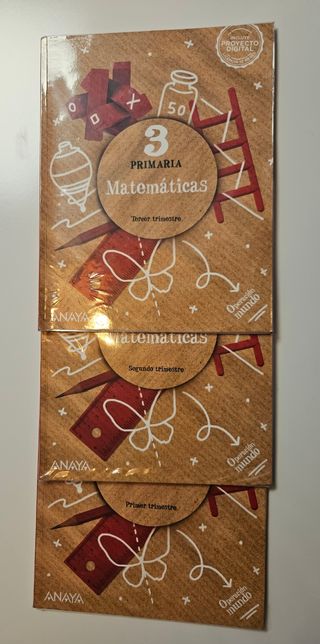 INCLUYE
PROYECTO
DIGITAL
50
3
PRIMARIA
Matemáticas
Tercer trimestre
ANAYA
Operación
mundo
Matemáticas
Segundo trimestre
ANAYA
Operación
mundo
Primer trimestre
ANAYA
Operación
mundo